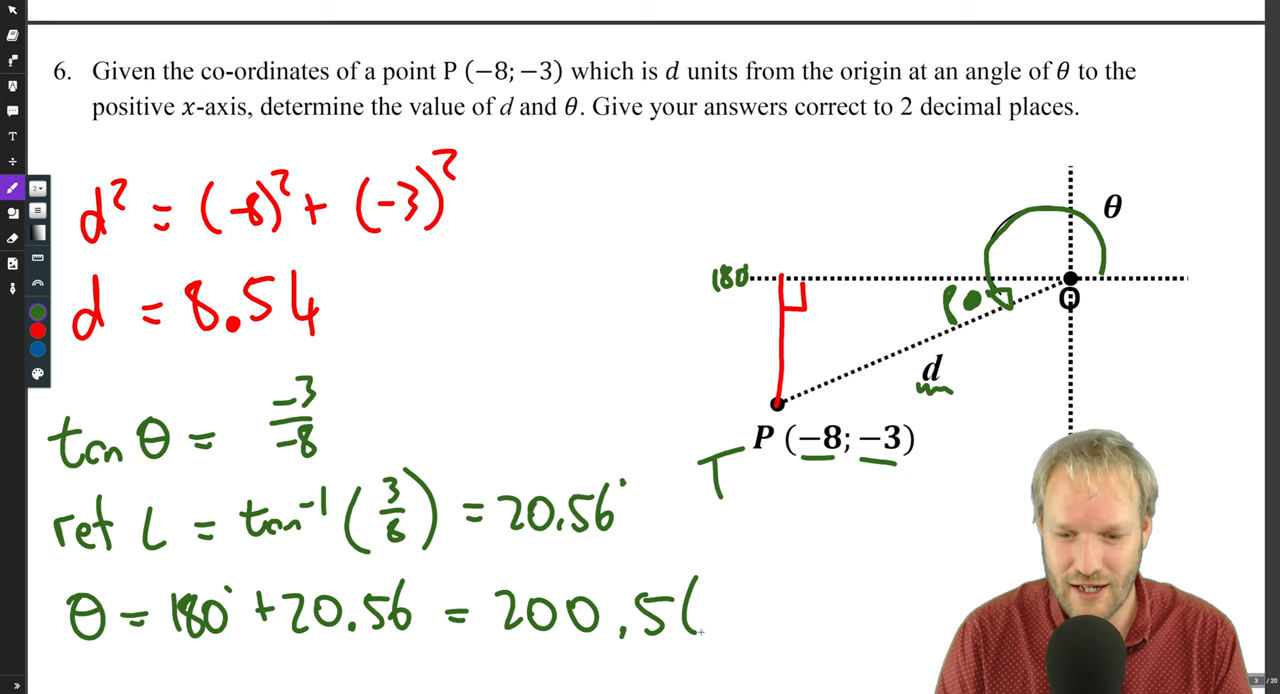 6. Given the co-ordinates of a point P (−8; −3) which is d units from the origin at an angle of θ to the
positive x-axis, determine the value of d and θ. Give your answers correct to 2 decimal places.
d² = (-8)² + (-3)²
d = 8.54
θ
180°
O
d
P (−8; −3)
T
tan θ = -3/-8
ref L = tan⁻¹ (3/8) = 20.56°
θ = 180° + 20.56 = 200.5
3 / 20